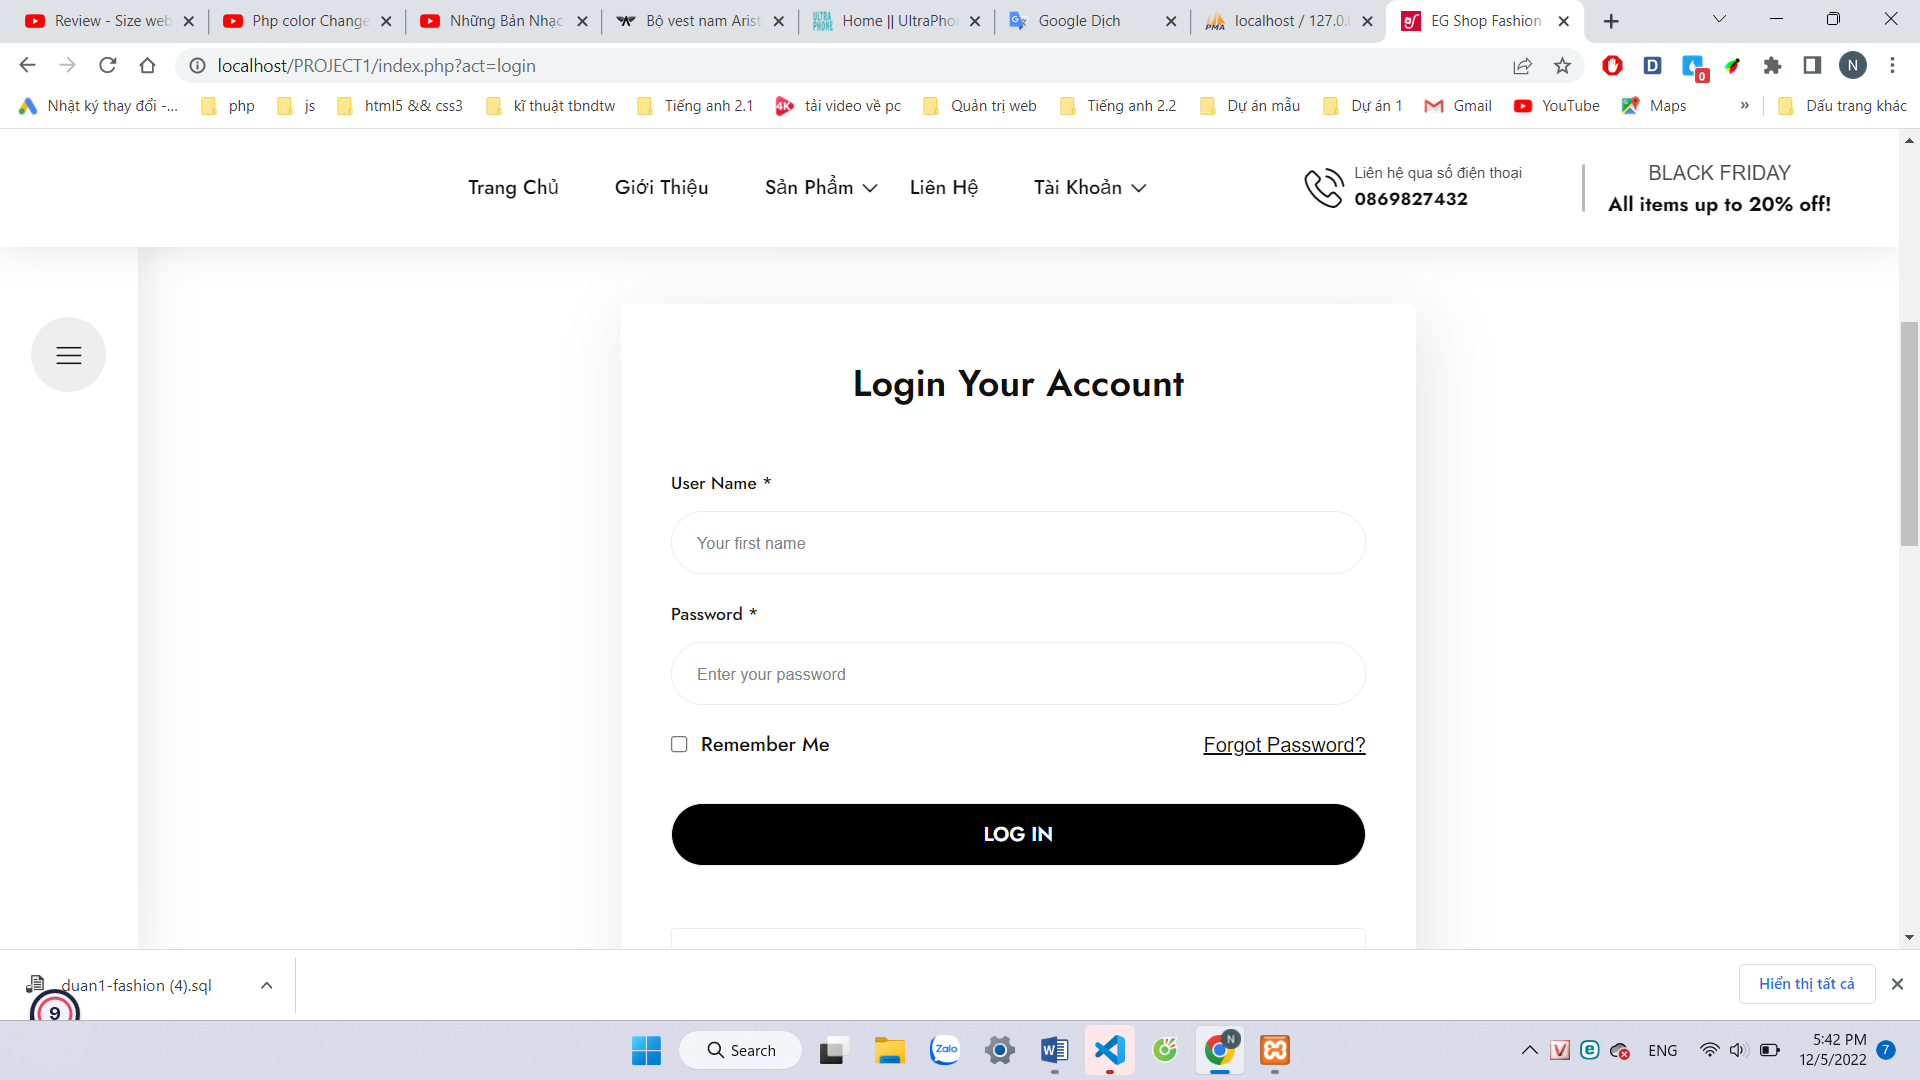 Review - Size web
Php color Change
Những Bản Nhạc
Bộ vest nam Arist
Home || UltraPho
Google Dịch
localhost / 127.0.0
EG Shop Fashion
localhost/PROJECT1/index.php?act=login
0
N
Nhật ký thay đổi -...
php
js
html5 && css3
kĩ thuật tbndtw
Tiếng anh 2.1
tải video về pc
Quản trị web
Tiếng anh 2.2
Dự án mẫu
Dự án 1
Gmail
YouTube
Maps
»
Dấu trang khác
Trang Chủ
Giới Thiệu
Sản Phẩm
Liên Hệ
Tài Khoản
Liên hệ qua số điện thoại
0869827432
BLACK FRIDAY
All items up to 20% off!
Login Your Account
User Name *
Your first name
Password *
Enter your password
Remember Me
Forgot Password?
LOG IN
duan1-fashion (4).sql
9
Hiển thị tất cả
Search
Zalo
N
ENG
5:42 PM
12/5/2022
7